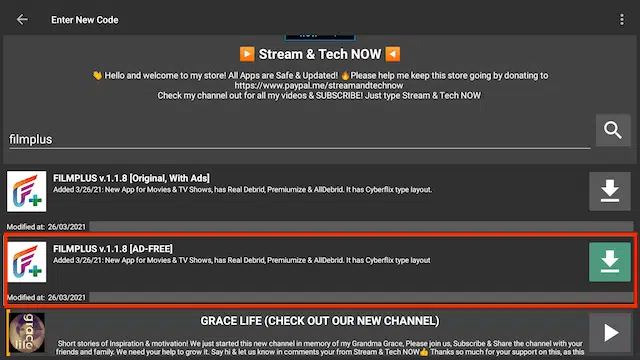 Enter New Code
▶️ Stream & Tech NOW ◀️
👋 Hello and welcome to my store! All Apps are Safe & Updated! 🔥Please help me keep this store going by donating to
https://www.paypal.me/streamandtechnow
Check my channel out for all my videos & SUBSCRIBE! Just type Stream & Tech NOW
filmplus
FILMPLUS v.1.1.8 [Original, With Ads]
Added 3/26/21: New App for Movies & TV Shows, has Real Debrid, Premiumize & AllDebrid. It has Cyberflix type layout.
Modified at: 26/03/2021
FILMPLUS v.1.1.8 [AD-FREE]
Added 3/26/21: New App for Movies & TV Shows, has Real Debrid, Premiumize & AllDebrid. It has Cyberflix type layout
Modified at: 26/03/2021
grace
life
GRACE LIFE (CHECK OUT OUR NEW CHANNEL)
Short stories of Inspiration & motivation! We just started this new channel in memory of my Grandma Grace, Please join us, Subscribe & Share the channel with your
friends and family. We need your help to grow it. Say hi & let us know in comments your from Stream & Tech NOW👍 Thanks so much for your support on this, as this